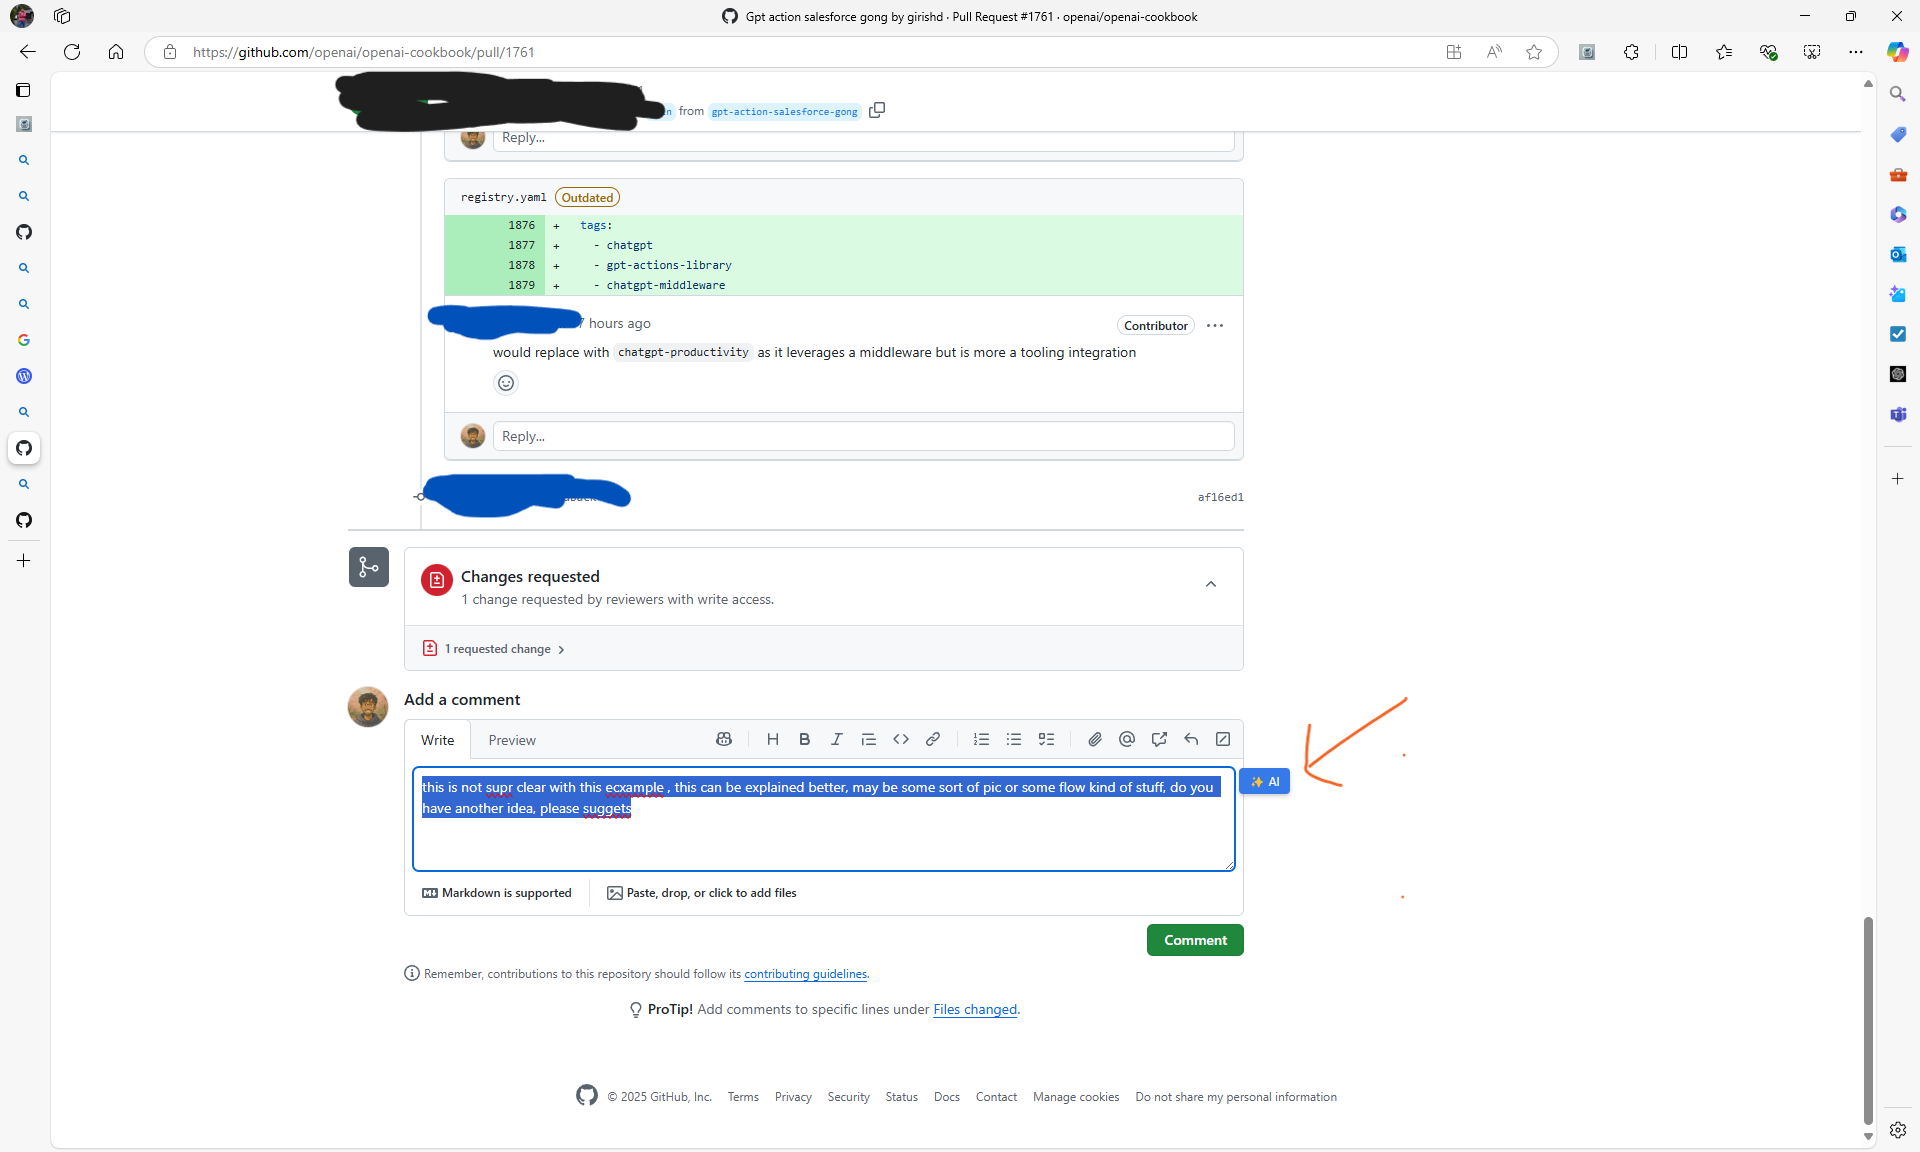 Gpt action salesforce gong by girishd · Pull Request #1761 · openai/openai-cookbook
https://github.com/openai/openai-cookbook/pull/1761
from gpt-action-salesforce-gong
Reply...
registry.yaml Outdated
1876 + tags:
1877 + - chatgpt
1878 + - gpt-actions-library
1879 + - chatgpt-middleware
7 hours ago
Contributor
would replace with chatgpt-productivity as it leverages a middleware but is more a tooling integration
Reply...
af16ed1
Changes requested
1 change requested by reviewers with write access.
1 requested change
Add a comment
Write Preview
this is not supr clear with this ecxample , this can be explained better, may be some sort of pic or some flow kind of stuff, do you
have another idea, please suggets
✨ AI
Markdown is supported
Paste, drop, or click to add files
Comment
Remember, contributions to this repository should follow its contributing guidelines.
ProTip! Add comments to specific lines under Files changed.
© 2025 GitHub, Inc. Terms Privacy Security Status Docs Contact Manage cookies Do not share my personal information